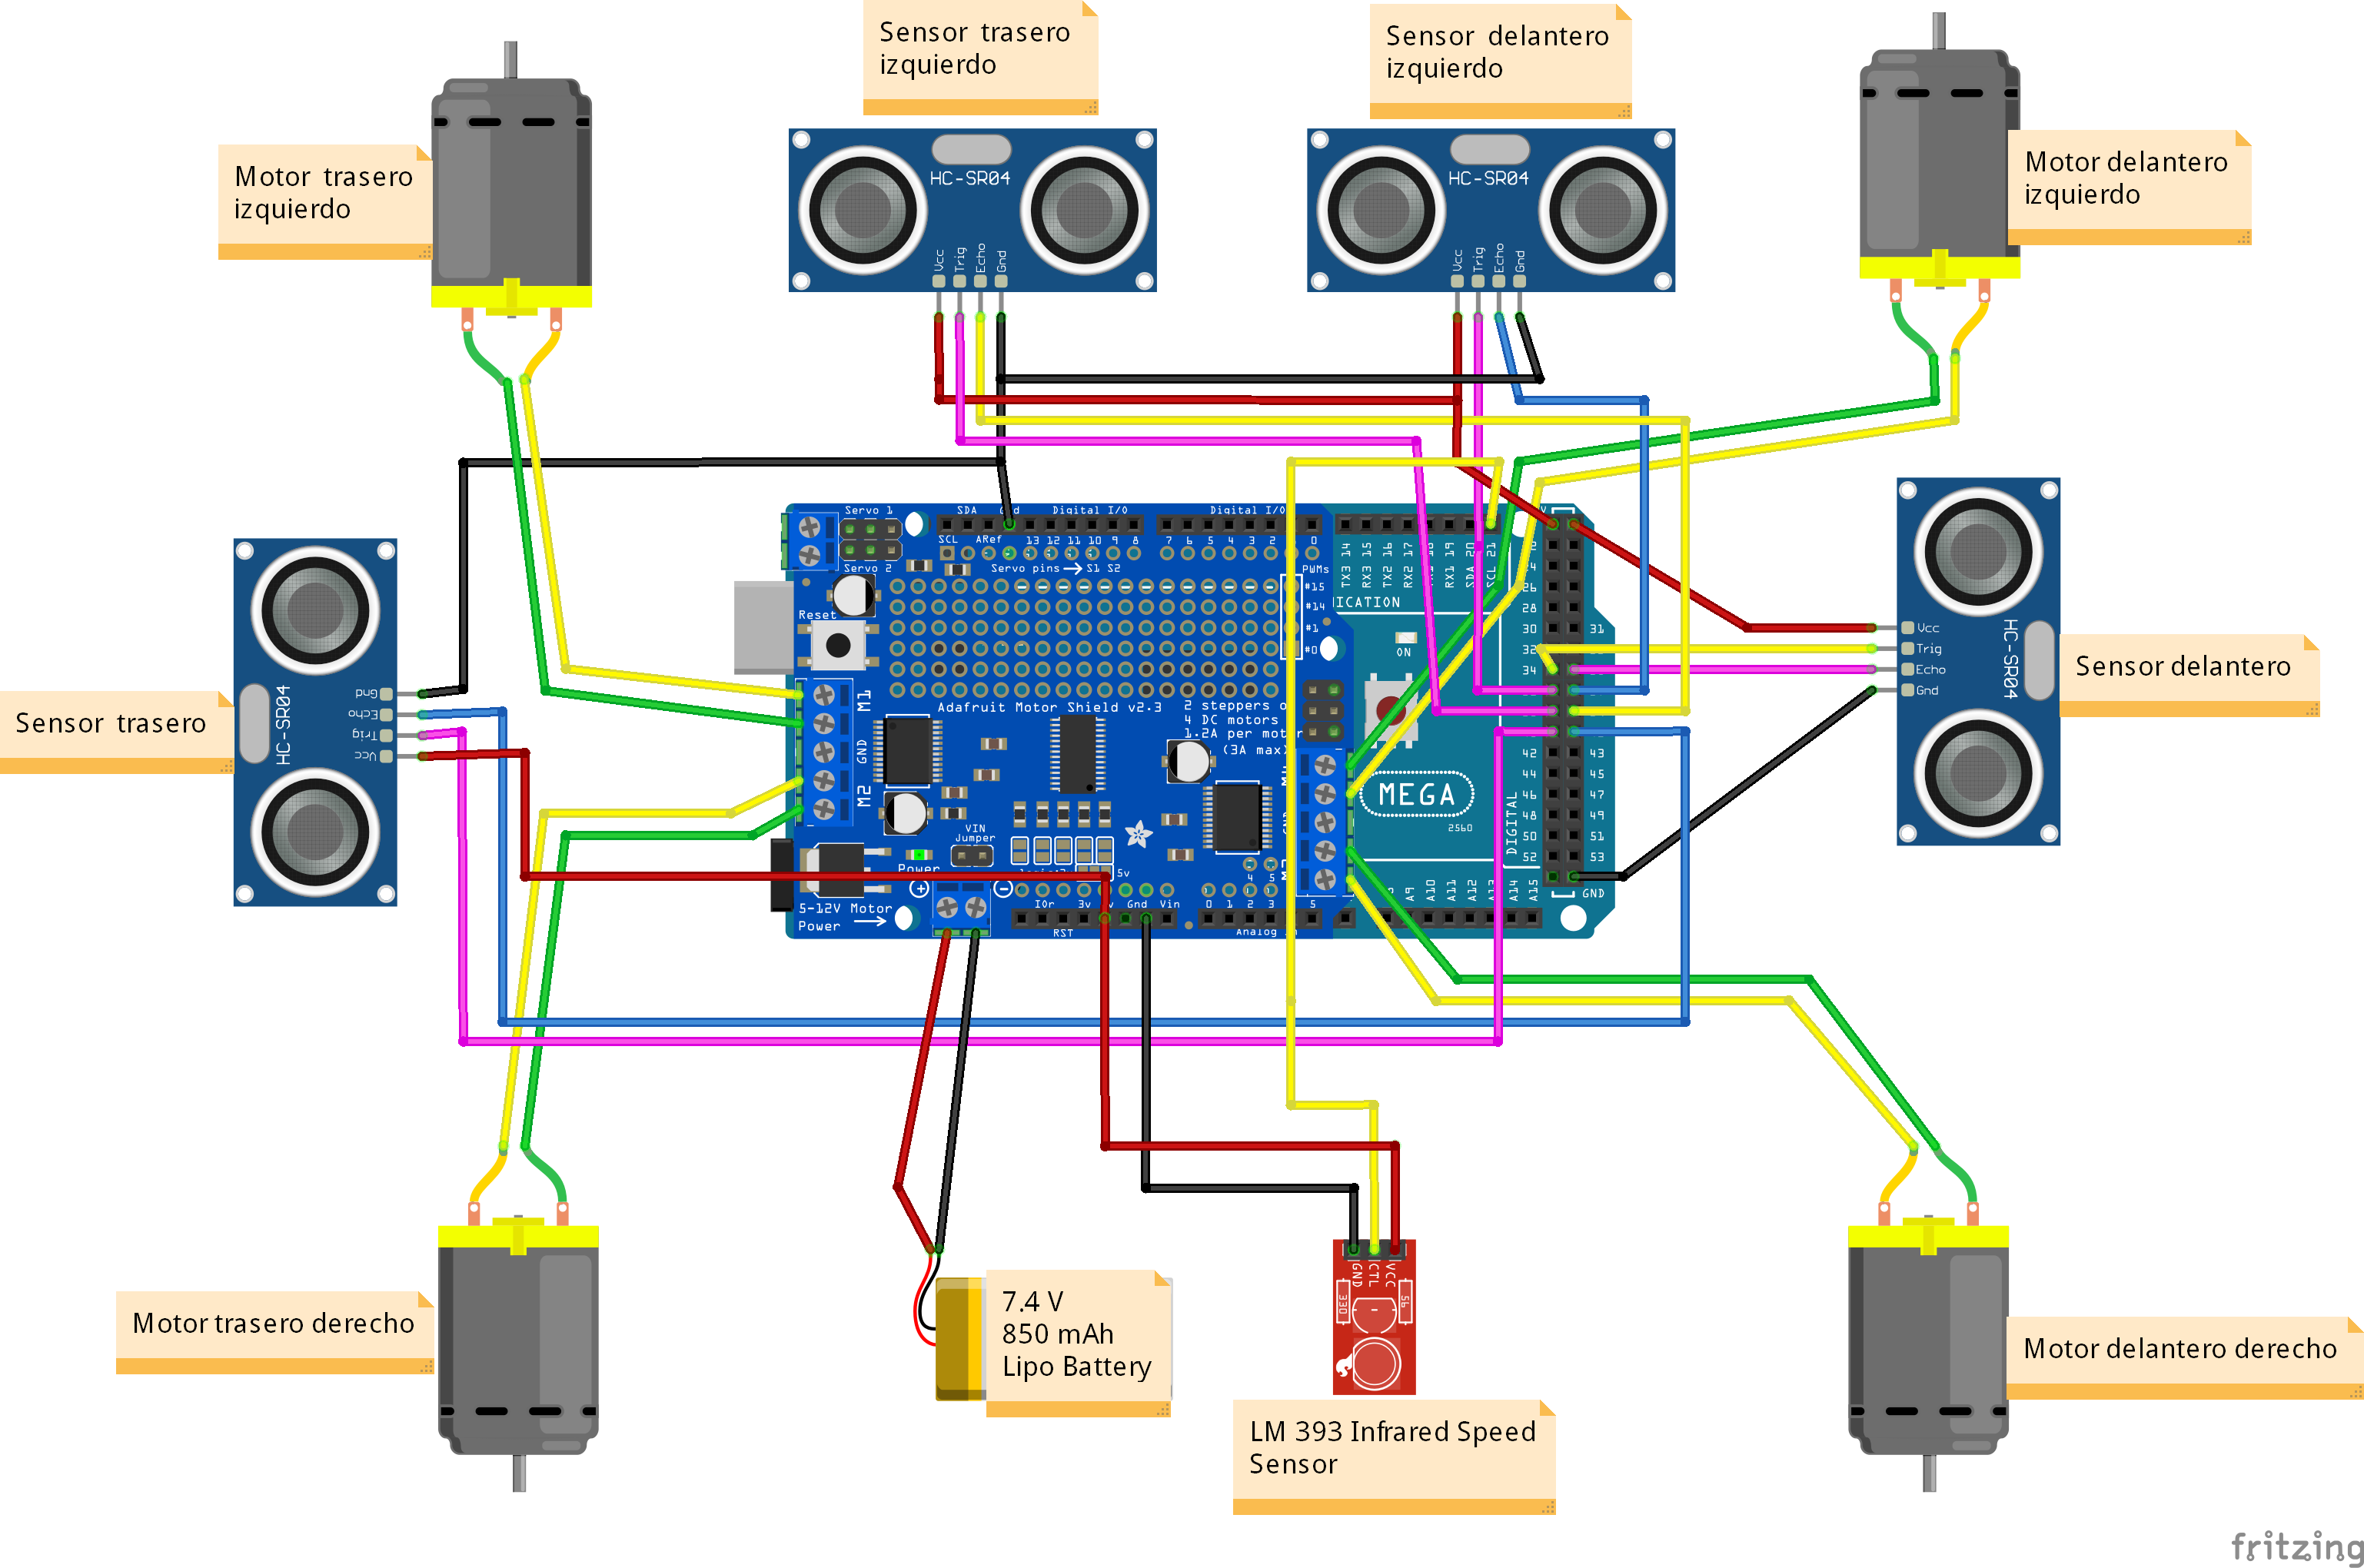 Sensor trasero
izquierdo
Sensor delantero
izquierdo
Motor trasero
izquierdo
Motor delantero
izquierdo
HC-SR04
Vcc
Trig
Echo
Gnd
HC-SR04
Vcc
Trig
Echo
Gnd
Servo 1
SDA
Digital I/O
Digital I/O
SCL
ARef
13
12
11
10
9
8
7
6
5
4
3
2
0
Servo 2
Servo pins
S1 S2
PWMs
#15
#14
#1
#0
TX3 14
RX3 15
TX2 16
RX2 17
RX1 19
SDA 20
SCL 21
26
28
30
31
32
34
Reset
ON
M1
GND
M2
Adafruit Motor Shield v2.3
4 DC motors
1.2A per motor
(3A max)
MEGA
2560
DIGITAL
42
43
44
45
46
47
48
49
50
51
52
53
GND
VIN
Jumper
Power
5v
4
5
5-12V Motor
Power
IOr
3v
Gnd
Vin
RST
0
1
2
3
5
A9
A10
A11
A12
A13
A14
A15
Sensor trasero
HC-SR04
Gnd
Echo
Trig
Vcc
Vcc
Trig
Echo
Gnd
HC-SR04
Sensor delantero
Motor trasero derecho
7.4 V
850 mAh
Lipo Battery
GND
CTL
VCC
330
LM 393 Infrared Speed
Sensor
Motor delantero derecho
fritzing